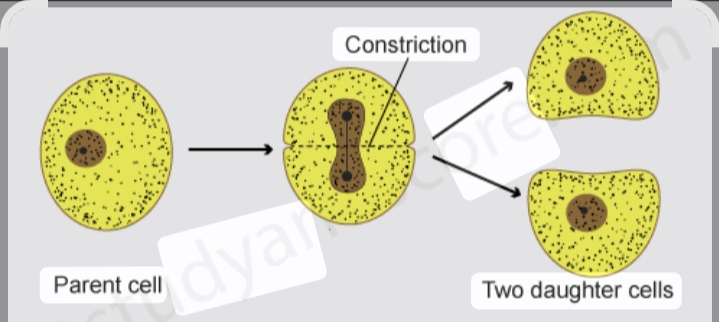 Constriction
Parent cell
Two daughter cells